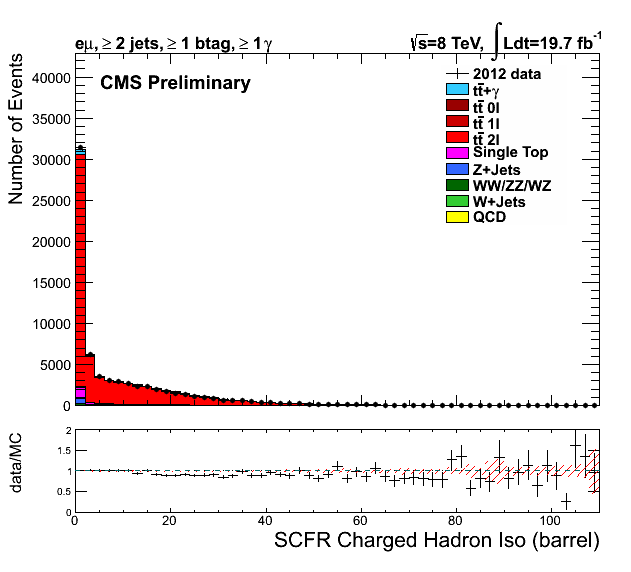 eμ, ≥ 2 jets, ≥ 1 btag, ≥ 1 γ
√s=8 TeV, ∫Ldt=19.7 fb⁻¹
CMS Preliminary
2012 data
tt̄+γ
tt̄ 0l
tt̄ 1l
tt̄ 2l
Single Top
Z+Jets
WW/ZZ/WZ
W+Jets
QCD
Number of Events
40000
35000
30000
25000
20000
15000
10000
5000
0
data/MC
2
1.5
1
0.5
0
0 20 40 60 80 100
SCFR Charged Hadron Iso (barrel)